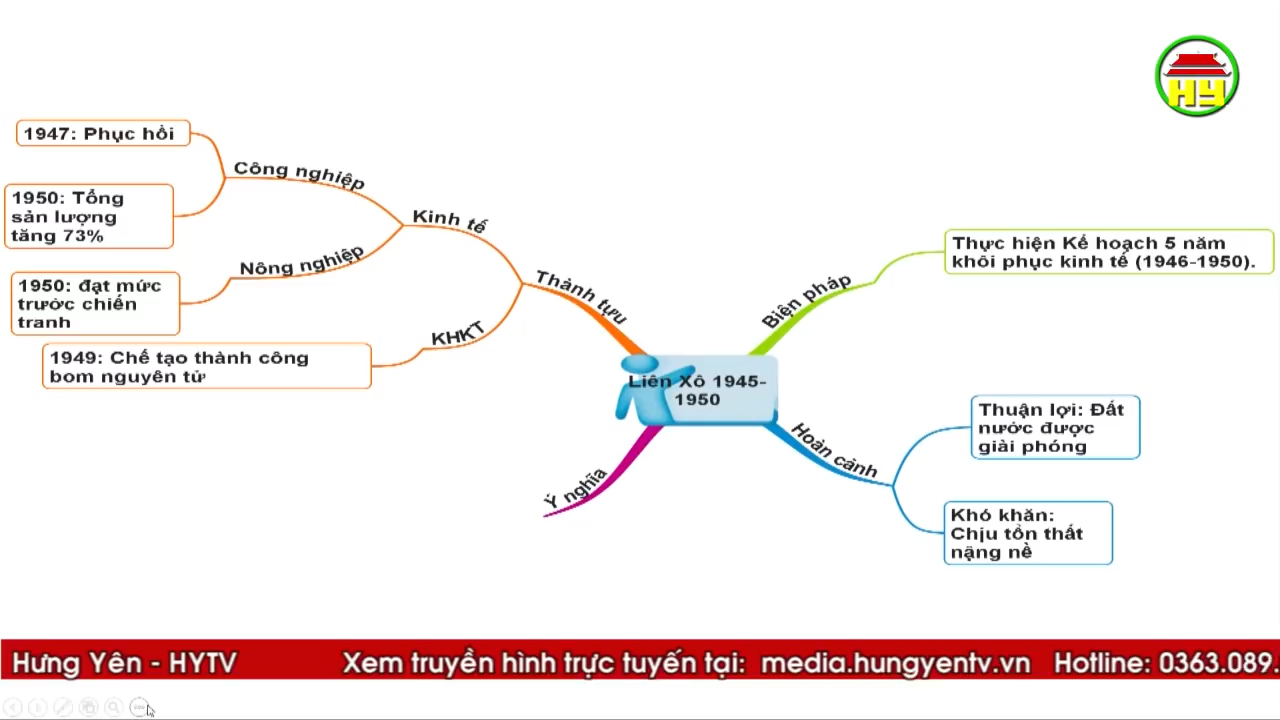 HY
1947: Phục hồi
Công nghiệp
1950: Tổng
sản lượng
tăng 73%
Kinh tế
Nông nghiệp
1950: đạt mức
trước chiến
tranh
Thành tựu
KHKT
1949: Chế tạo thành công
bom nguyên tử
Biện pháp
Thực hiện Kế hoạch 5 năm
khôi phục kinh tế (1946-1950).
Liên Xô 1945-
1950
Hoàn cảnh
Thuận lợi: Đất
nước được
giải phóng
Khó khăn:
Chịu tổn thất
nặng nề
Ý nghĩa
Hưng Yên - HYTV Xem truyền hình trực tuyến tại: media.hungyentv.vn Hotline: 0363.089.